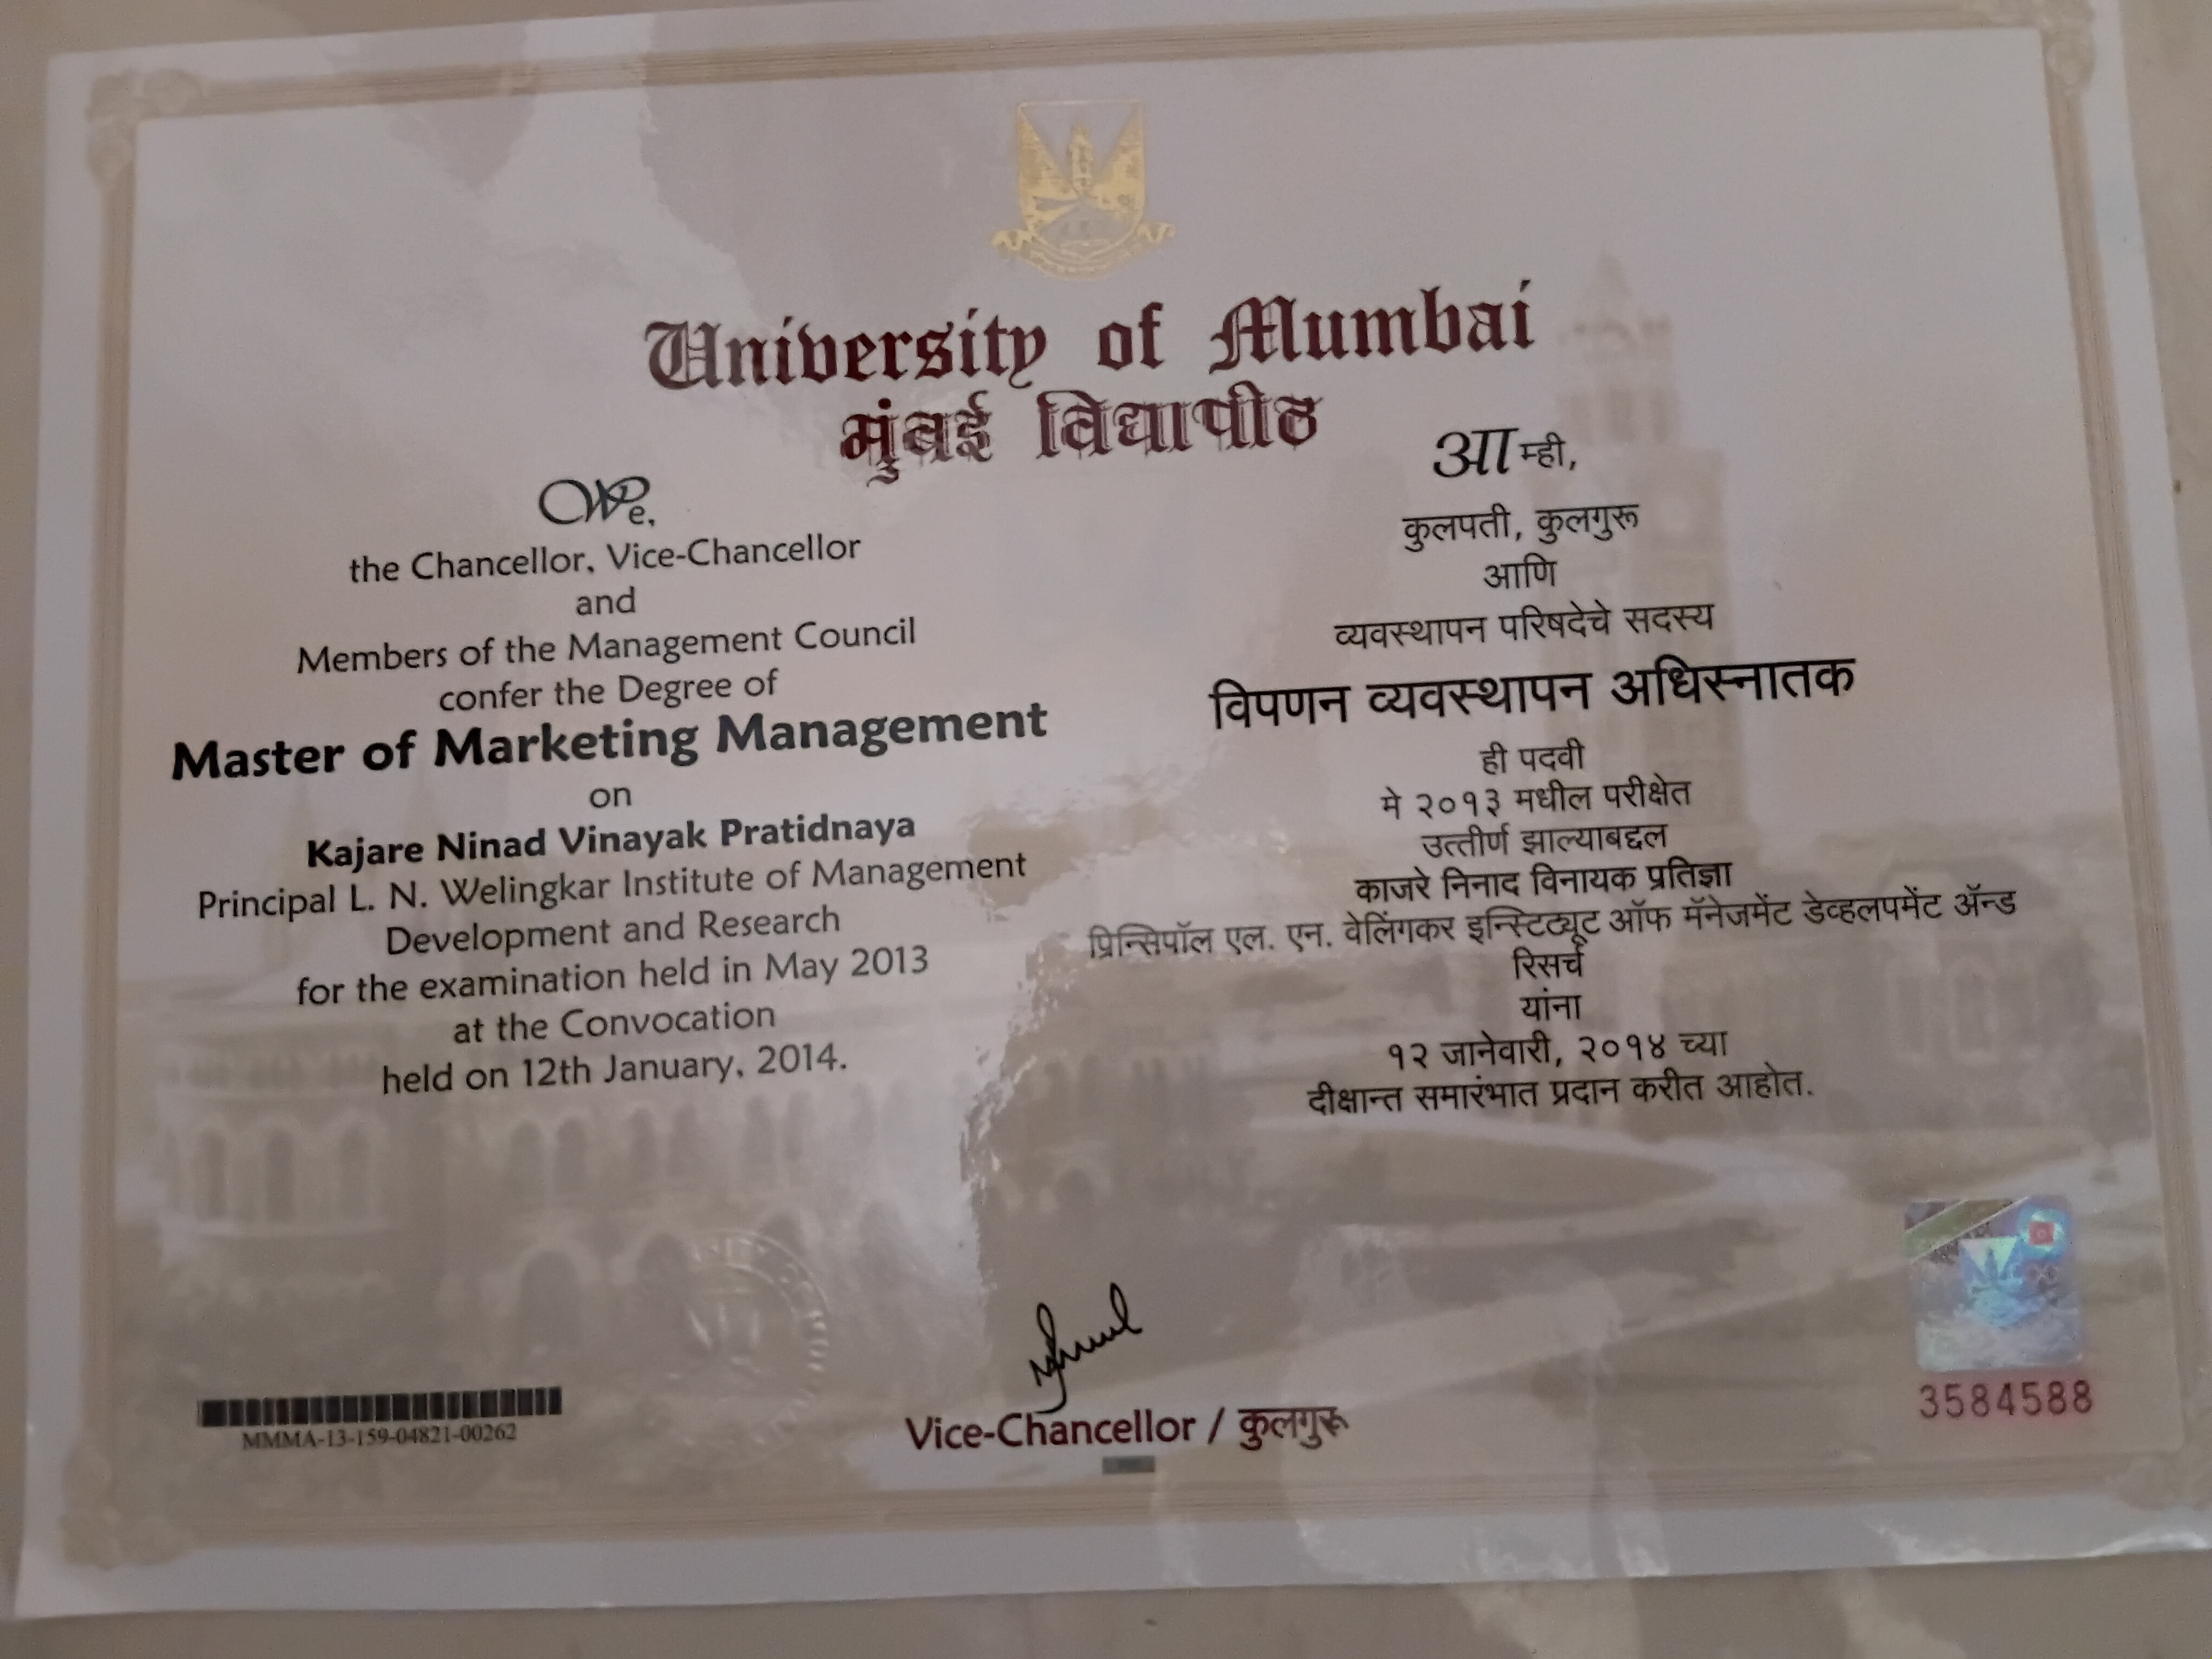 University of Mumbai
मुंबई विद्यापीठ
We,
the Chancellor, Vice-Chancellor
and
Members of the Management Council
confer the Degree of
Master of Marketing Management
on
Kajare Ninad Vinayak Pratidnaya
Principal L. N. Welingkar Institute of Management
Development and Research
for the examination held in May 2013
at the Convocation
held on 12th January, 2014.
आम्ही,
कुलपती, कुलगुरू
आणि
व्यवस्थापन परिषदेचे सदस्य
विपणन व्यवस्थापन अधिस्नातक
ही पदवी
मे २०१३ मधील परीक्षेत
उत्तीर्ण झाल्याबद्दल
काजरे निनाद विनायक प्रतिज्ञा
प्रिन्सिपॉल एल. एन. वेलिंगकर इन्स्टिट्यूट ऑफ मॅनेजमेंट डेव्हलपमेंट ॲन्ड
रिसर्च
यांना
१२ जानेवारी, २०१४ च्या
दीक्षान्त समारंभात प्रदान करीत आहोत.
MMMA-13-159-04821-00262
Vice-Chancellor / कुलगुरू
3584588